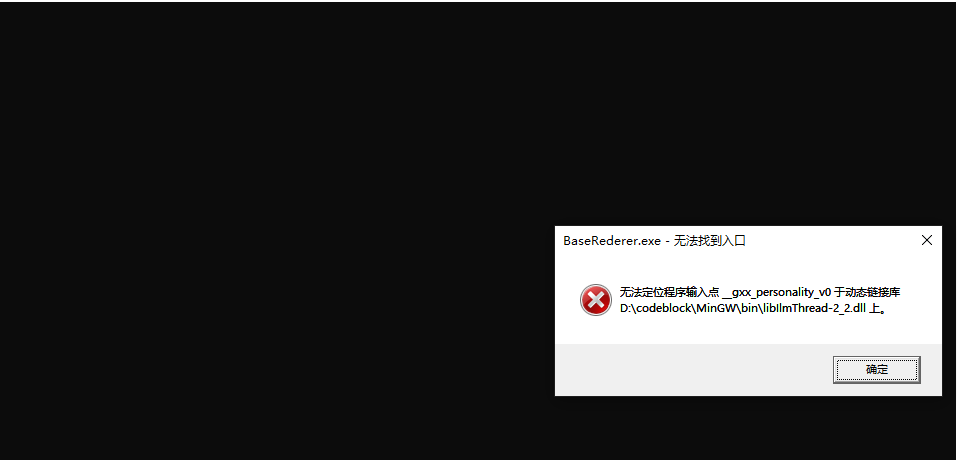 BaseRederer.exe - 无法找到入口
无法定位程序输入点 __gxx_personality_v0 于动态链接库
D:\codeblock\MinGW\bin\libIlmThread-2_2.dll 上。
确定